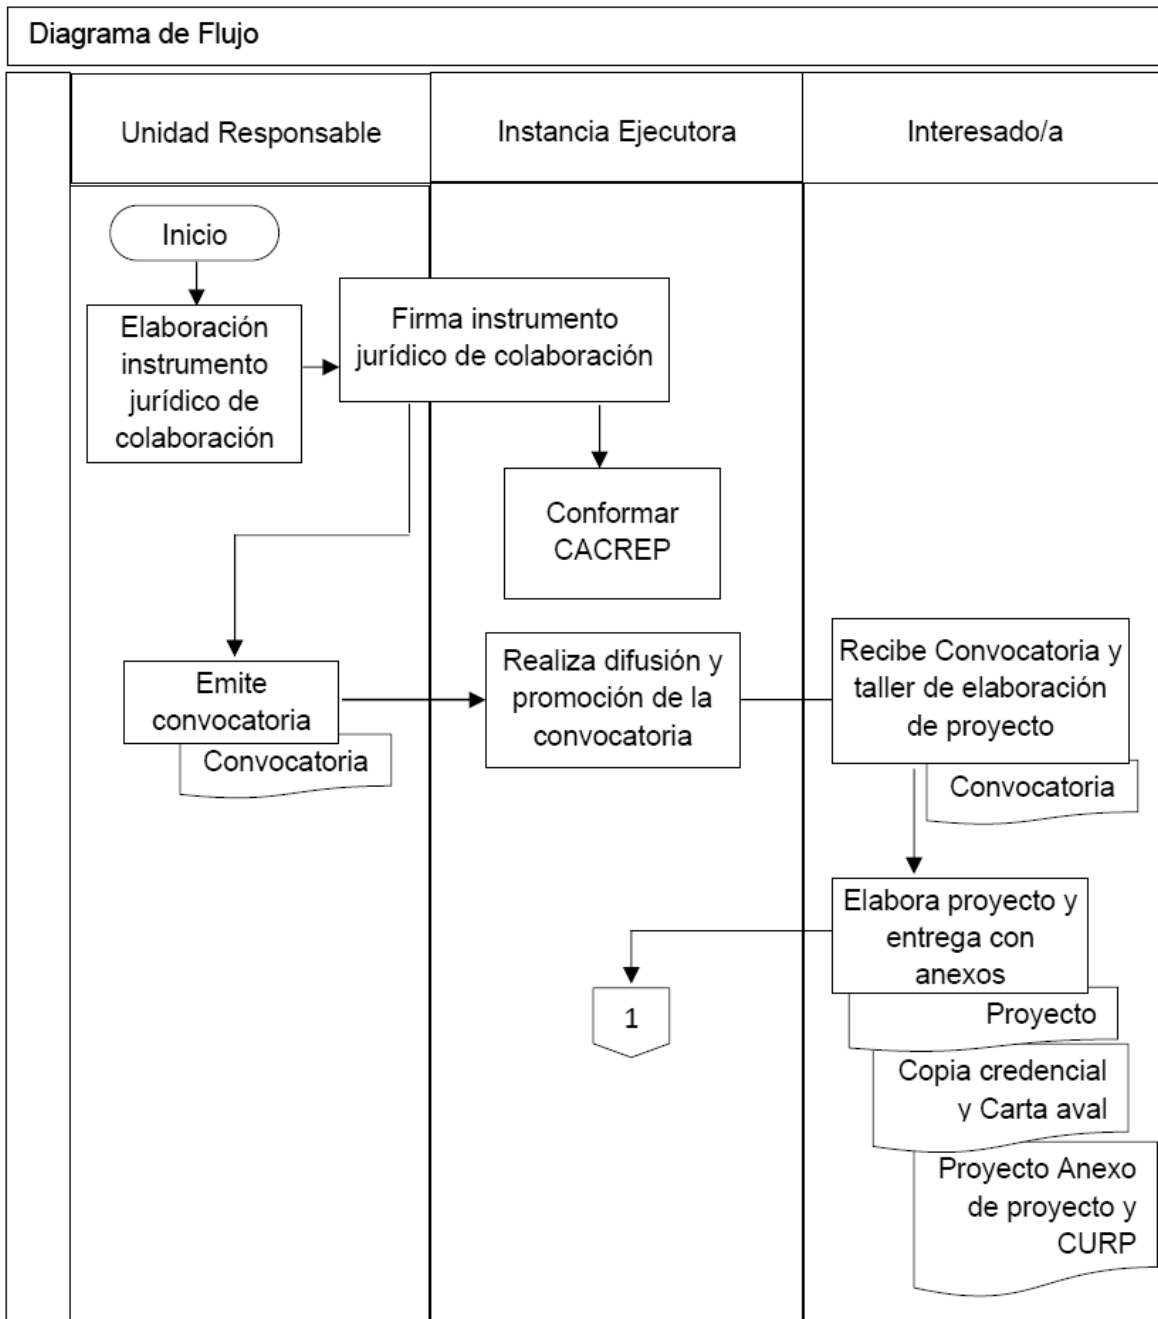 Diagrama de Flujo
Unidad Responsable
Instancia Ejecutora
Interesado/a
Inicio
Elaboración
instrumento
jurídico de
colaboración
Firma instrumento
jurídico de colaboración
Conformar
CACREP
Emite
convocatoria
Convocatoria
Realiza difusión y
promoción de la
convocatoria
Recibe Convocatoria y
taller de elaboración
de proyecto
Convocatoria
Elabora proyecto y
entrega con
anexos
1
Proyecto
Copia credencial
y Carta aval
Proyecto Anexo
de proyecto y
CURP